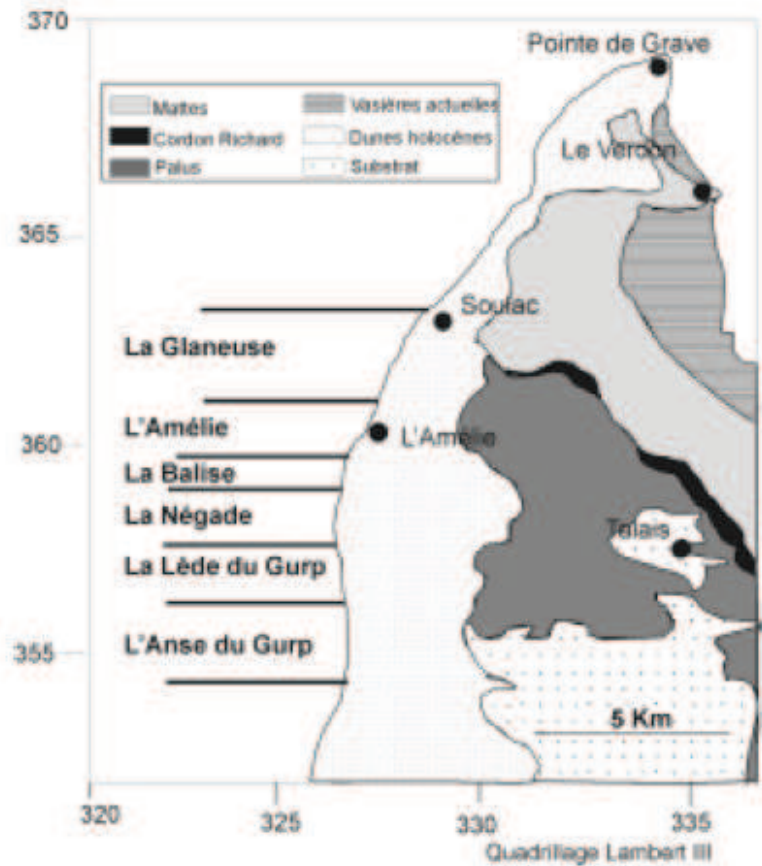 370
Pointe de Grave
Mattes
Vasières actuelles
Cordon Richard
Dunes holocènes
Palus
Substrat
Le Verdon
365
Soulac
La Glaneuse
L'Amélie
L'Amélie
360
La Balise
La Négade
Talais
La Lède du Gurp
L'Anse du Gurp
355
5 Km
320
325
330
335
Quadrillage Lambert III